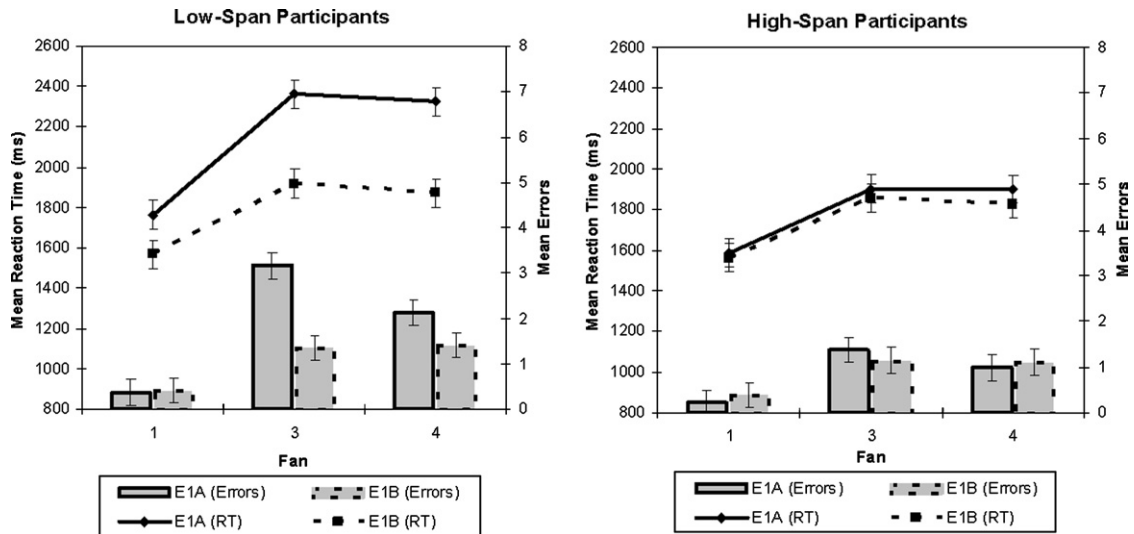 Low-Span Participants
2600
2400
2200
2000
1800
1600
1400
1200
1000
800
Mean Reaction Time (ms)
8
7
6
5
4
3
2
1
0
Mean Errors
1 3 4
Fan
E1A (Errors) E1B (Errors)
E1A (RT) E1B (RT)
High-Span Participants
2600
2400
2200
2000
1800
1600
1400
1200
1000
800
Mean Reaction Time (ms)
8
7
6
5
4
3
2
1
0
Mean Errors
1 3 4
Fan
E1A (Errors) E1B (Errors)
E1A (RT) E1B (RT)